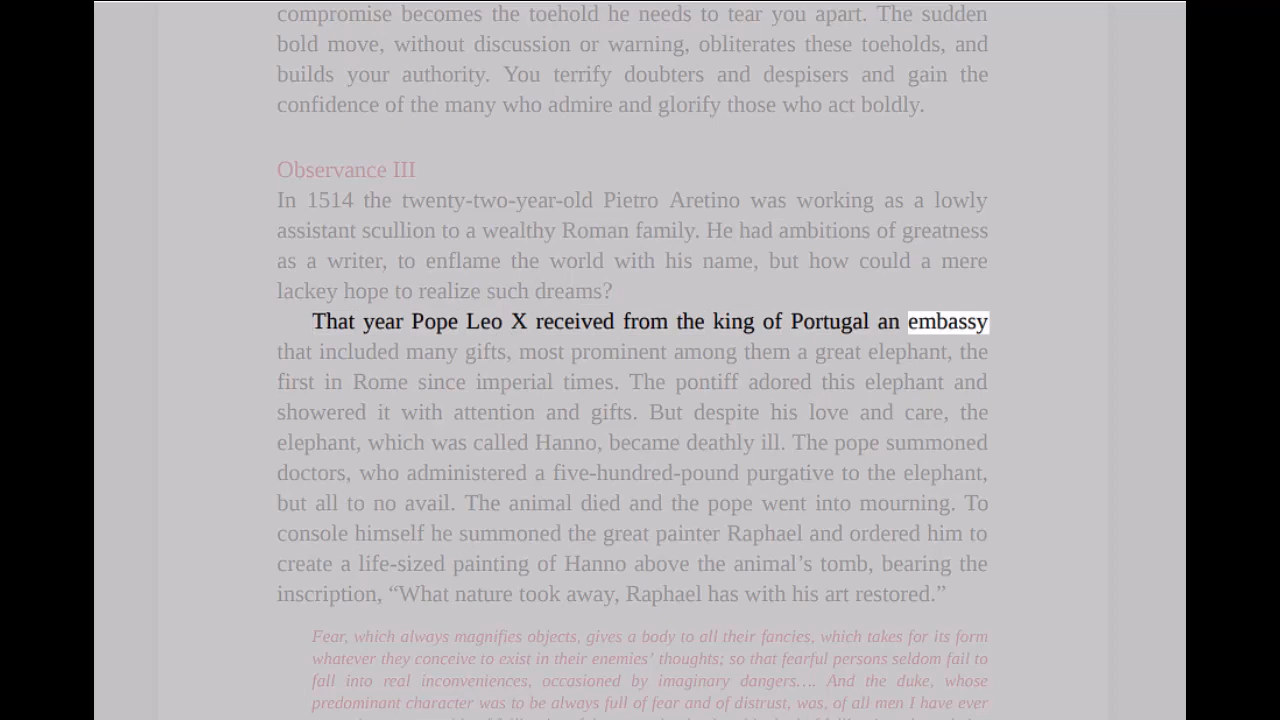 compromise becomes the toehold he needs to tear you apart. The sudden
bold move, without discussion or warning, obliterates these toeholds, and
builds your authority. You terrify doubters and despisers and gain the
confidence of the many who admire and glorify those who act boldly.
Observance III
In 1514 the twenty-two-year-old Pietro Aretino was working as a lowly
assistant scullion to a wealthy Roman family. He had ambitions of greatness
as a writer, to enflame the world with his name, but how could a mere
lackey hope to realize such dreams?
That year Pope Leo X received from the king of Portugal an embassy
that included many gifts, most prominent among them a great elephant, the
first in Rome since imperial times. The pontiff adored this elephant and
showered it with attention and gifts. But despite his love and care, the
elephant, which was called Hanno, became deathly ill. The pope summoned
doctors, who administered a five-hundred-pound purgative to the elephant,
but all to no avail. The animal died and the pope went into mourning. To
console himself he summoned the great painter Raphael and ordered him to
create a life-sized painting of Hanno above the animal’s tomb, bearing the
inscription, “What nature took away, Raphael has with his art restored.”
Fear, which always magnifies objects, gives a body to all their fancies, which takes for its form
whatever they conceive to exist in their enemies’ thoughts; so that fearful persons seldom fail to
fall into real inconveniences, occasioned by imaginary dangers.... And the duke, whose
predominant character was to be always full of fear and of distrust, was, of all men I have ever